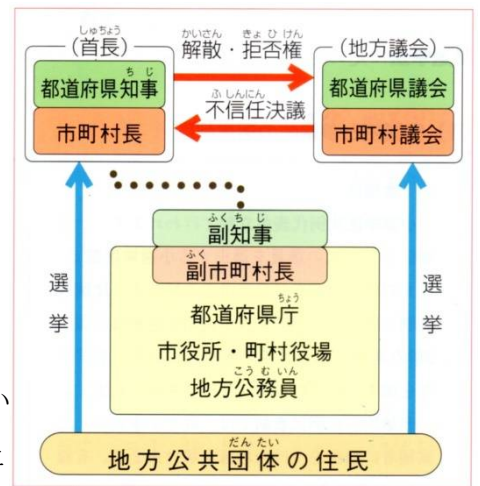 しゅちょう
（首長）
かいさん きょひけん
解散・拒否権
（地方議会）
ちじ
都道府県知事
都道府県議会
ふしんにん
不信任決議
市町村長
市町村議会
ふくちじ
副知事
ふく
副市町村長
選挙
選挙
ちょう
都道府県庁
市役所・町村役場
こうむいん
地方公務員
い
だんたい
地方公共団体の住民